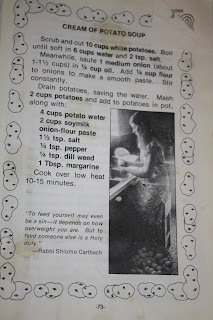 CREAM OF POTATO SOUP
Scrub and cut 10 cups white potatoes. Boil
until soft in 6 cups water and 2 tsp. salt.
Meanwhile, saute 1 medium onion (about
1-1½ cups) in ¼ cup oil. Add ¼ cup flour
to onions to make a smooth paste. Stir
constantly.
Drain potatoes, saving the water. Mash
2 cups potatoes and add to potatoes in pot,
along with:
4 cups potato water
2 cups soymilk
onion-flour paste
1½ tsp. salt
¼ tsp. pepper
¼ tsp. dill weed
1 Tbsp. margarine
Cook over low heat
10-15 minutes.
"To feed yourself may even
be a sin—it depends on how
overweight you are. But to
feed someone else is a Holy
duty."
—Rabbi Shlomo Carlbach
-73-